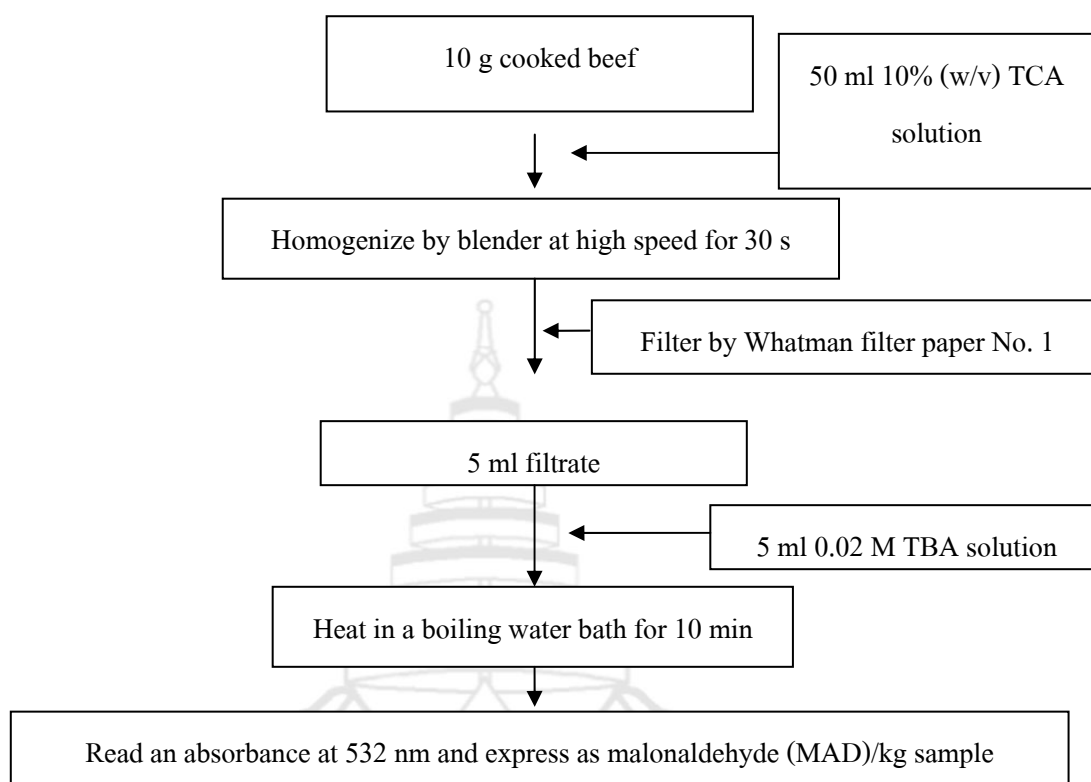 10 g cooked beef
50 ml 10% (w/v) TCA
solution
Homogenize by blender at high speed for 30 s
Filter by Whatman filter paper No. 1
5 ml filtrate
5 ml 0.02 M TBA solution
Heat in a boiling water bath for 10 min
Read an absorbance at 532 nm and express as malonaldehyde (MAD)/kg sample